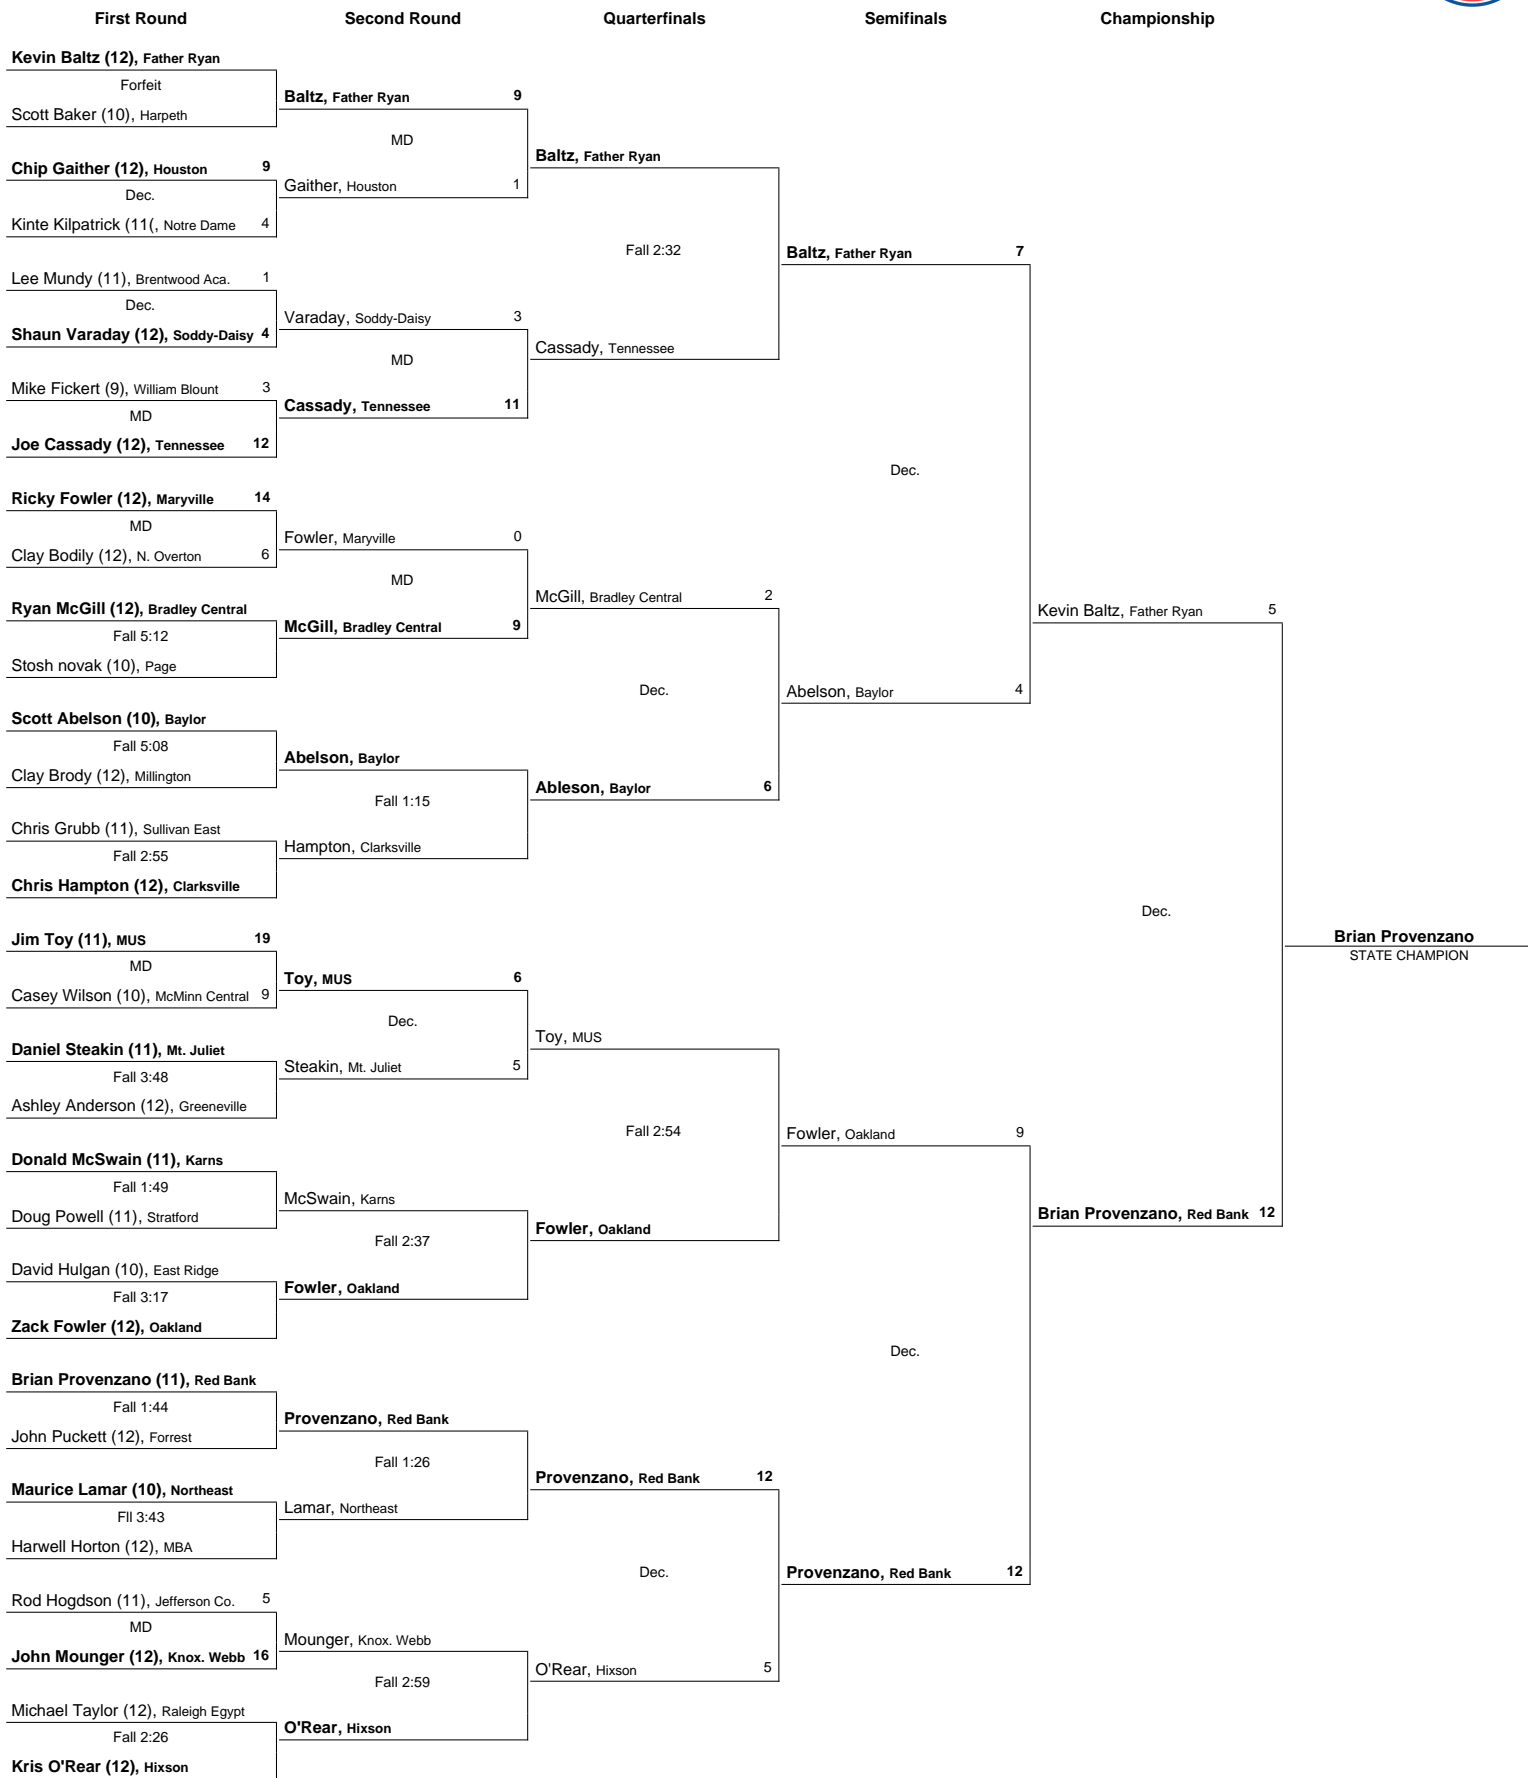 First Round Second Round Quarterfinals Semifinals Championship
Kevin Baltz (12), Father Ryan
Forfeit
Scott Baker (10), Harpeth
Chip Gaither (12), Houston 9
Dec.
Kinte Kilpatrick (11(, Notre Dame 4
Lee Mundy (11), Brentwood Aca. 1
Dec.
Shaun Varaday (12), Soddy-Daisy 4
Mike Fickert (9), William Blount 3
MD
Joe Cassady (12), Tennessee 12
Ricky Fowler (12), Maryville 14
MD
Clay Bodily (12), N. Overton 6
Ryan McGill (12), Bradley Central
Fall 5:12
Stosh novak (10), Page
Scott Abelson (10), Baylor
Fall 5:08
Clay Brody (12), Millington
Chris Grubb (11), Sullivan East
Fall 2:55
Chris Hampton (12), Clarksville
Jim Toy (11), MUS 19
MD
Casey Wilson (10), McMinn Central 9
Daniel Steakin (11), Mt. Juliet
Fall 3:48
Ashley Anderson (12), Greeneville
Donald McSwain (11), Karns
Fall 1:49
Doug Powell (11), Stratford
David Hulgan (10), East Ridge
Fall 3:17
Zack Fowler (12), Oakland
Brian Provenzano (11), Red Bank
Fall 1:44
John Puckett (12), Forrest
Maurice Lamar (10), Northeast
Fll 3:43
Harwell Horton (12), MBA
Rod Hogdson (11), Jefferson Co. 5
MD
John Mounger (12), Knox. Webb 16
Michael Taylor (12), Raleigh Egypt
Fall 2:26
Kris O'Rear (12), Hixson
Baltz, Father Ryan 9
MD
Gaither, Houston 1
Varaday, Soddy-Daisy 3
MD
Cassady, Tennessee 11
Fowler, Maryville 0
MD
McGill, Bradley Central 9
Abelson, Baylor
Fall 1:15
Hampton, Clarksville
Toy, MUS 6
Dec.
Steakin, Mt. Juliet 5
McSwain, Karns
Fall 2:37
Fowler, Oakland
Provenzano, Red Bank
Fall 1:26
Lamar, Northeast
Mounger, Knox. Webb
Fall 2:59
O'Rear, Hixson
Baltz, Father Ryan
Fall 2:32
Cassady, Tennessee
McGill, Bradley Central 2
Dec.
Ableson, Baylor 6
Toy, MUS
Fall 2:54
Fowler, Oakland
Provenzano, Red Bank 12
Dec.
O'Rear, Hixson 5
Baltz, Father Ryan 7
Dec.
Abelson, Baylor 4
Fowler, Oakland 9
Dec.
Provenzano, Red Bank 12
Kevin Baltz, Father Ryan 5
Dec.
Brian Provenzano, Red Bank 12
Brian Provenzano
STATE CHAMPION